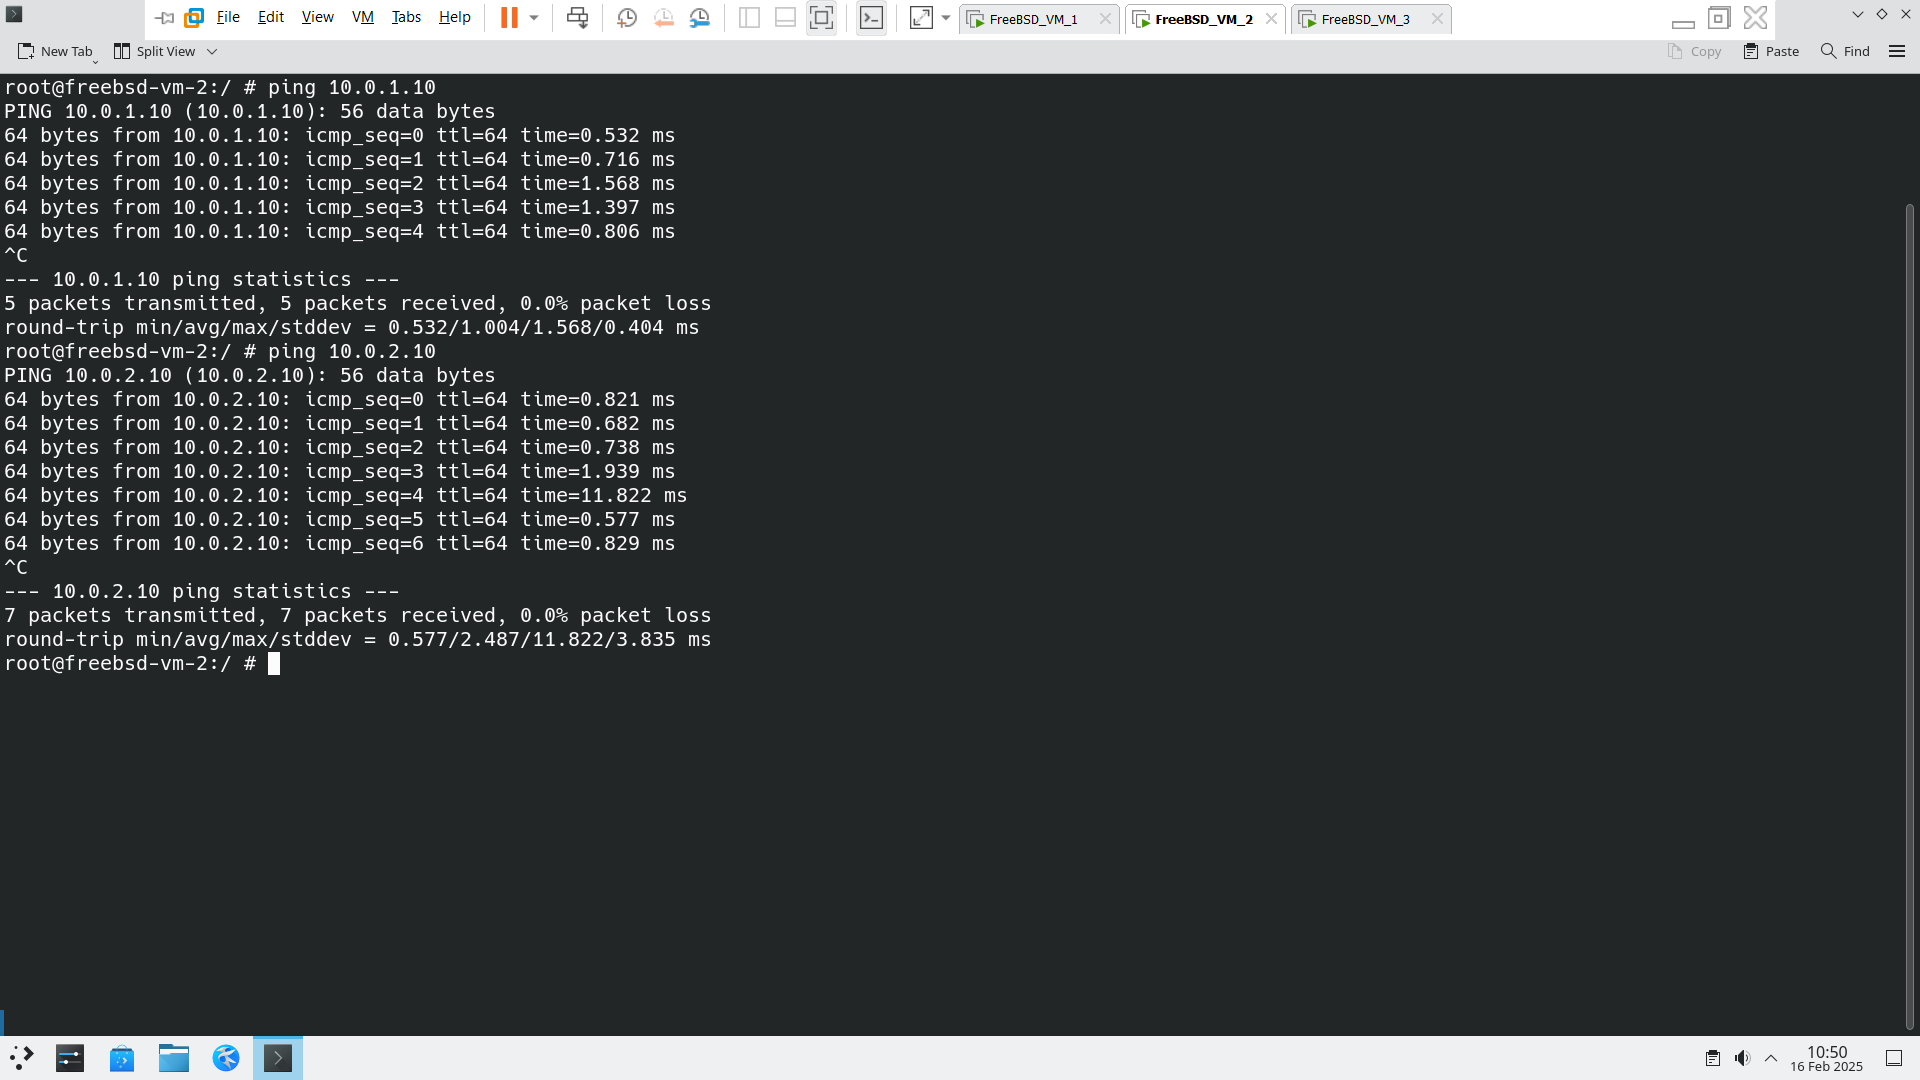 File Edit View VM Tabs Help FreeBSD_VM_1 FreeBSD_VM_2 FreeBSD_VM_3
New Tab Split View Copy Paste Find
root@freebsd-vm-2:/ # ping 10.0.1.10
PING 10.0.1.10 (10.0.1.10): 56 data bytes
64 bytes from 10.0.1.10: icmp_seq=0 ttl=64 time=0.532 ms
64 bytes from 10.0.1.10: icmp_seq=1 ttl=64 time=0.716 ms
64 bytes from 10.0.1.10: icmp_seq=2 ttl=64 time=1.568 ms
64 bytes from 10.0.1.10: icmp_seq=3 ttl=64 time=1.397 ms
64 bytes from 10.0.1.10: icmp_seq=4 ttl=64 time=0.806 ms
^C
--- 10.0.1.10 ping statistics ---
5 packets transmitted, 5 packets received, 0.0% packet loss
round-trip min/avg/max/stddev = 0.532/1.004/1.568/0.404 ms
root@freebsd-vm-2:/ # ping 10.0.2.10
PING 10.0.2.10 (10.0.2.10): 56 data bytes
64 bytes from 10.0.2.10: icmp_seq=0 ttl=64 time=0.821 ms
64 bytes from 10.0.2.10: icmp_seq=1 ttl=64 time=0.682 ms
64 bytes from 10.0.2.10: icmp_seq=2 ttl=64 time=0.738 ms
64 bytes from 10.0.2.10: icmp_seq=3 ttl=64 time=1.939 ms
64 bytes from 10.0.2.10: icmp_seq=4 ttl=64 time=11.822 ms
64 bytes from 10.0.2.10: icmp_seq=5 ttl=64 time=0.577 ms
64 bytes from 10.0.2.10: icmp_seq=6 ttl=64 time=0.829 ms
^C
--- 10.0.2.10 ping statistics ---
7 packets transmitted, 7 packets received, 0.0% packet loss
round-trip min/avg/max/stddev = 0.577/2.487/11.822/3.835 ms
root@freebsd-vm-2:/ #
10:50
16 Feb 2025